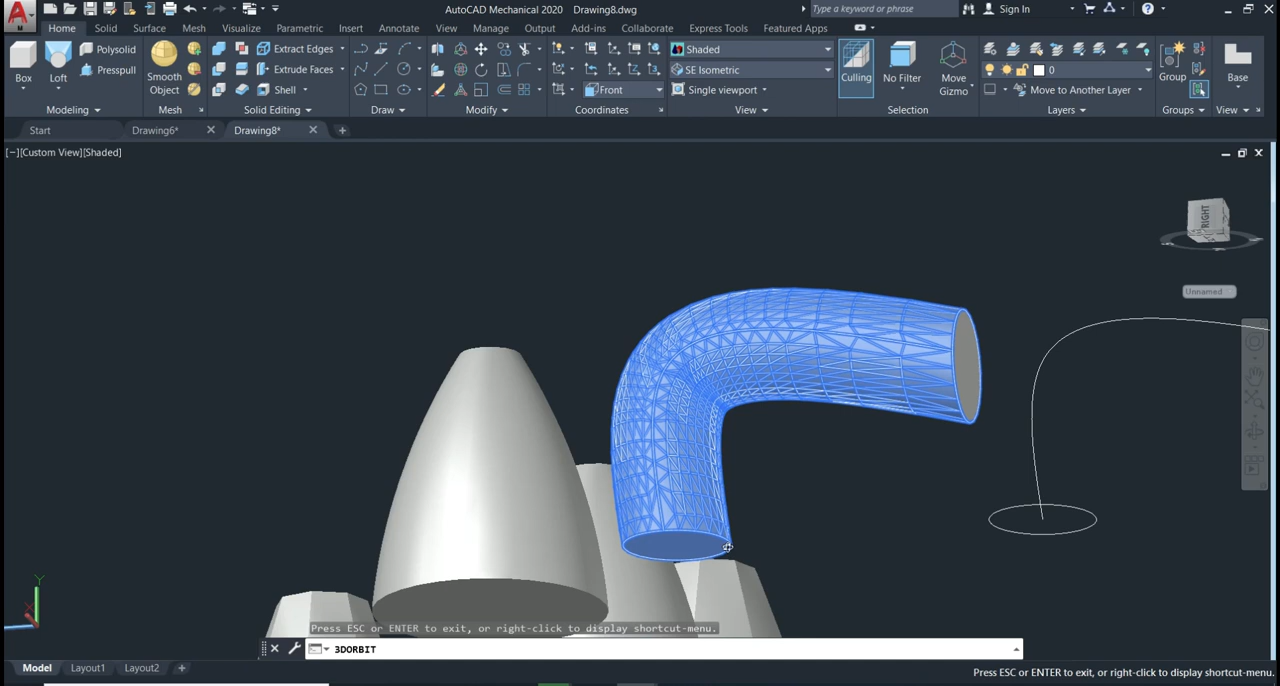 AutoCAD Mechanical 2020 Drawing8.dwg
Type a keyword or phrase
Sign In
Home Solid Surface Mesh Visualize Parametric Insert Annotate View Manage Output Add-ins Collaborate Express Tools Featured Apps
Box
Loft
Polysolid
Presspull
Modeling
Smooth
Object
Mesh
Extract Edges
Extrude Faces
Shell
Solid Editing
Draw
Modify
Front
Coordinates
Shaded
SE Isometric
Single viewport
View
Culling
No Filter
Move
Gizmo
Selection
0
Move to Another Layer
Layers
Group
Groups
Base
View
Start Drawing6* Drawing8*
[−][Custom View][Shaded]
RIGHT
Unnamed
Y
X
Press ESC or ENTER to exit, or right-click to display shortcut-menu.
3DORBIT
Model Layout1 Layout2
Press ESC or ENTER to exit, or right-click to display shortcut-menu.